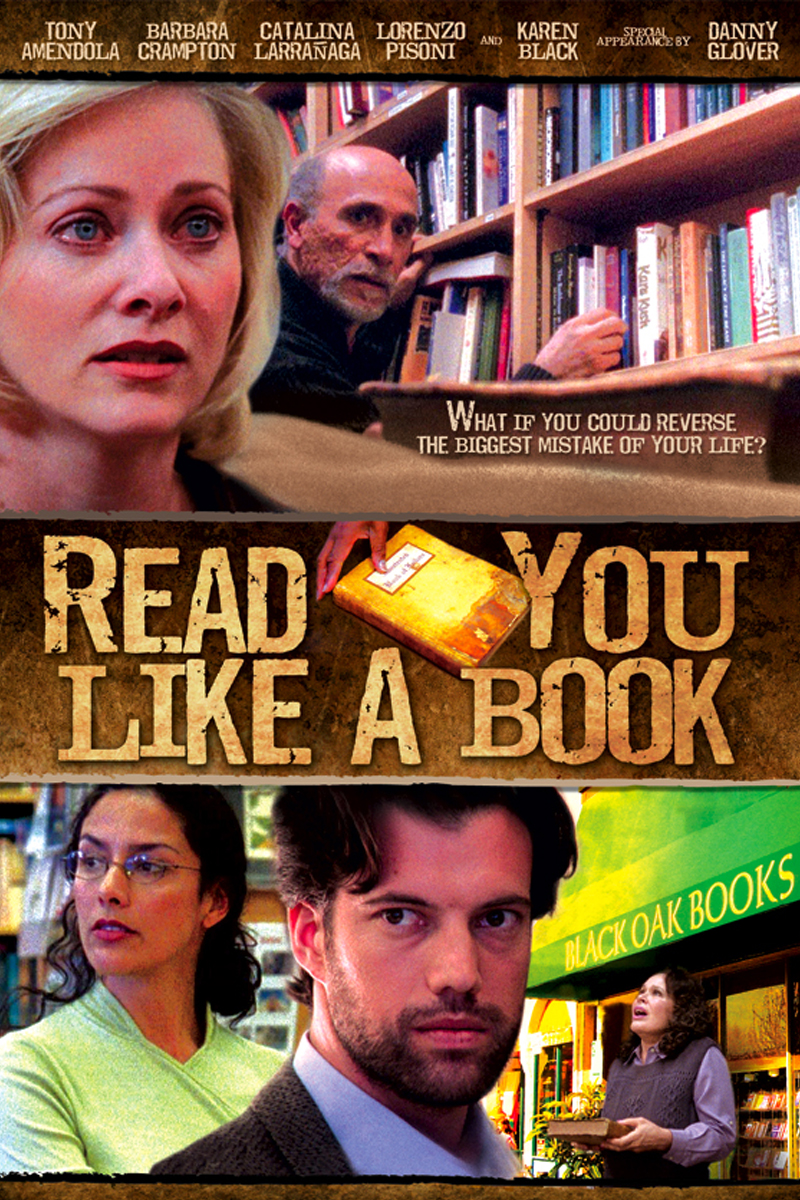 TONY AMENDOLA
BARBARA CRAMPTON
CATALINA LARRAÑAGA
LORENZO PISONI
AND
KAREN BLACK
SPECIAL APPEARANCE BY
DANNY GLOVER
WHAT IF YOU COULD REVERSE
THE BIGGEST MISTAKE OF YOUR LIFE?
READ YOU
LIKE A BOOK
BLACK OAK BOOKS